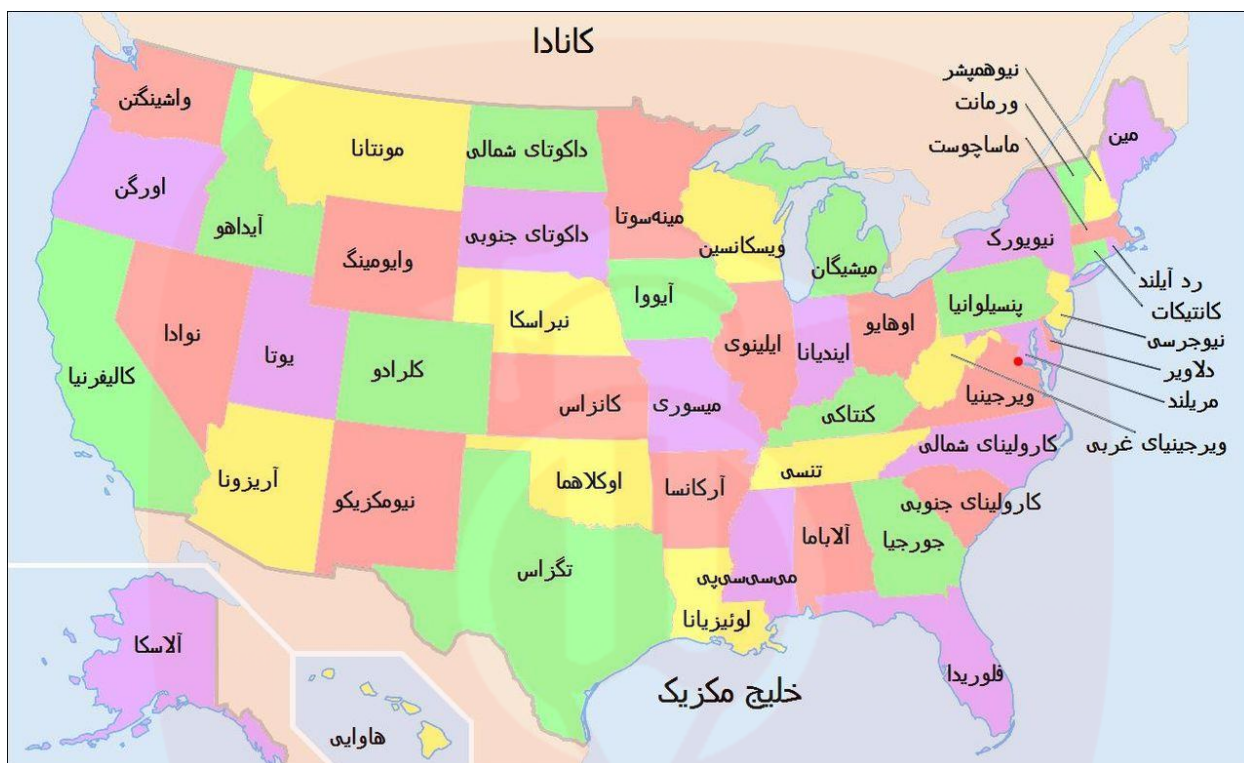 کانادا
نیوهمپشر
ورمانت
ماساچوست
مین
واشینگتن
مونتانا
داکوتای شمالی
مینه‌سوتا
اورگن
آیداهو
وایومینگ
داکوتای جنوبی
ویسکانسین
میشیگان
نیویورک
رد آیلند
کانتیکات
نیوجرسی
دلاویر
مریلند
ویرجینیای غربی
نوادا
یوتا
کلرادو
نبراسکا
آیووا
ایلینوی
ایندیانا
اوهایو
پنسیلوانیا
کالیفرنیا
کانزاس
میسوری
کنتاکی
ویرجینیا
آریزونا
نیومکزیکو
اوکلاهما
آرکانسا
تنسی
کارولینای شمالی
کارولینای جنوبی
تگزاس
لوئیزیانا
می‌سی‌سی‌پی
آلاباما
جورجیا
فلوریدا
آلاسکا
هاوایی
خلیج مکزیک